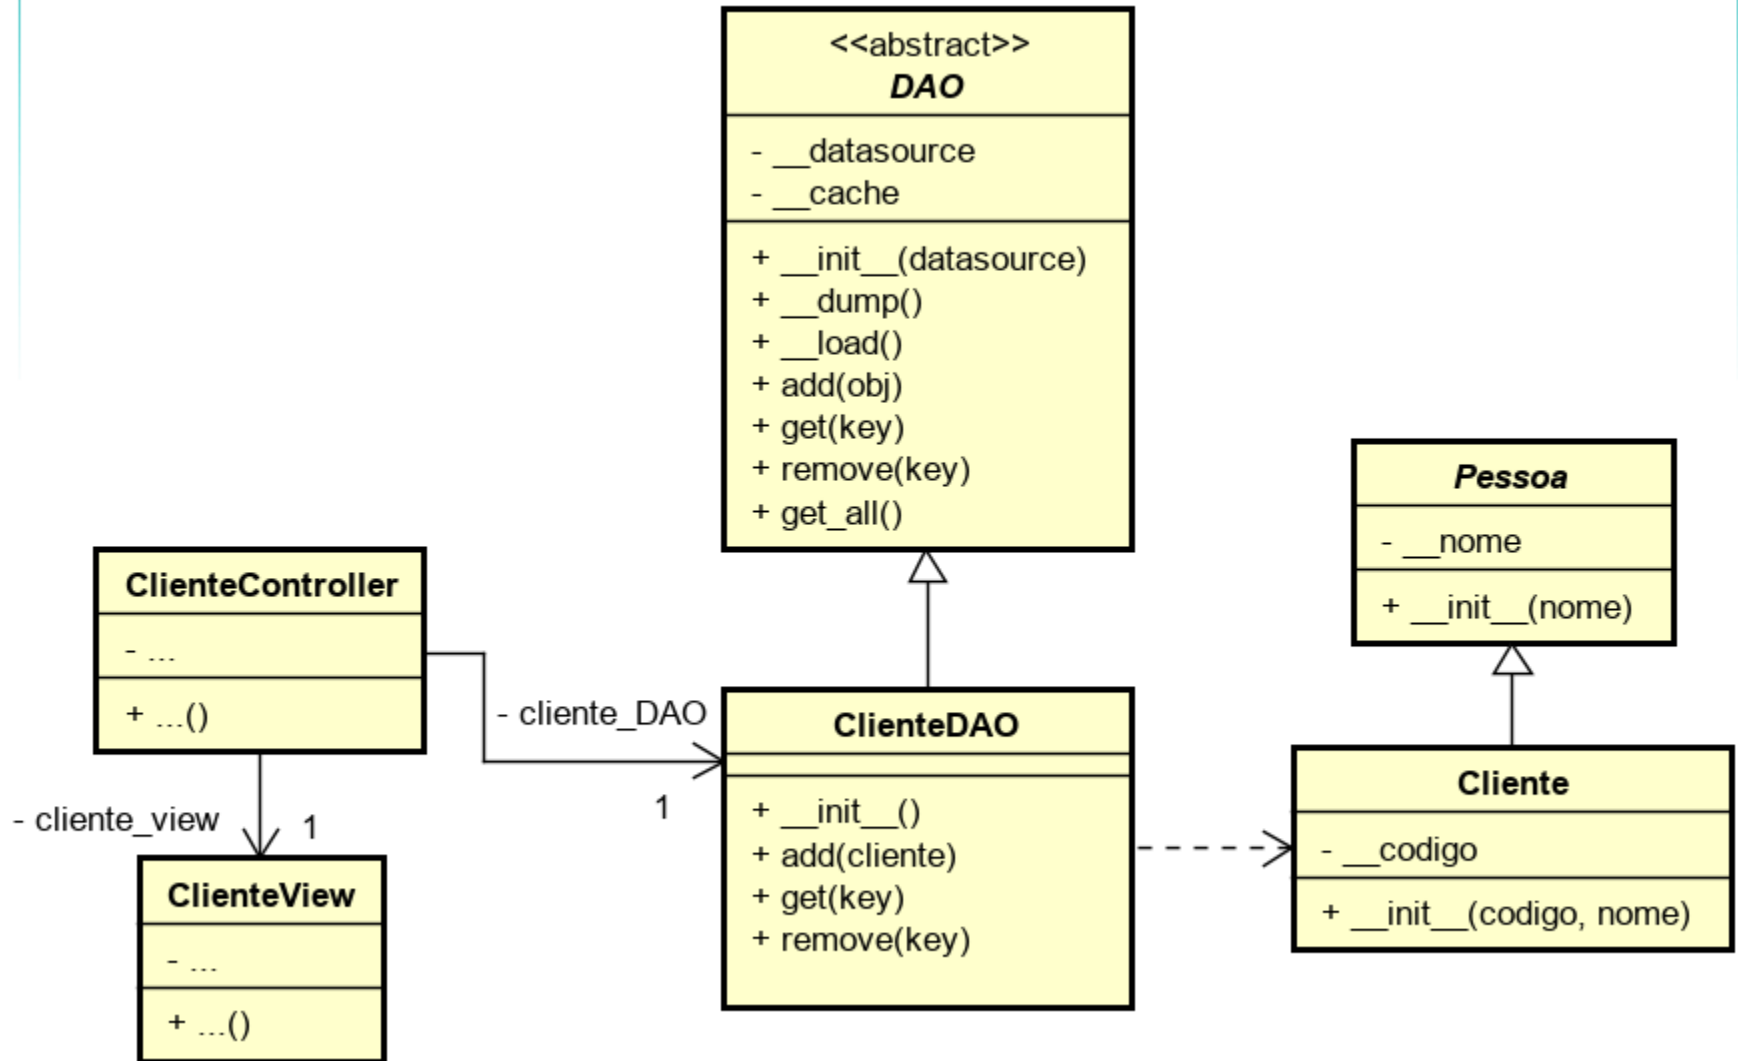 <<abstract>>
DAO
- __datasource
- __cache
+ __init__(datasource)
+ __dump()
+ __load()
+ add(obj)
+ get(key)
+ remove(key)
+ get_all()
Pessoa
- __nome
+ __init__(nome)
ClienteController
- ...
+ ...()
- cliente_DAO
1
- cliente_view
1
ClienteView
- ...
+ ...()
ClienteDAO
+ __init__()
+ add(cliente)
+ get(key)
+ remove(key)
Cliente
- __codigo
+ __init__(codigo, nome)